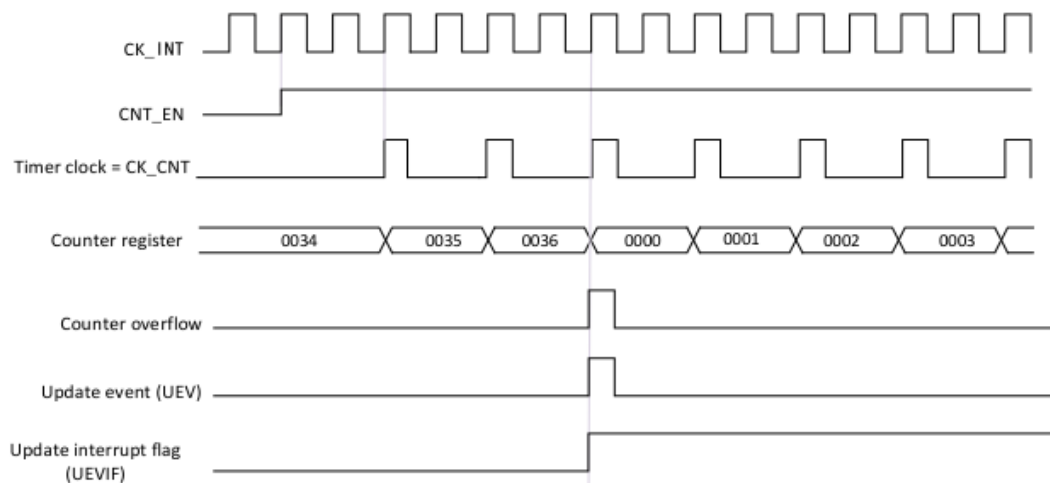 CK_INT
CNT_EN
Timer clock = CK_CNT
Counter register
0034
0035
0036
0000
0001
0002
0003
Counter overflow
Update event (UEV)
Update interrupt flag
(UEVIF)